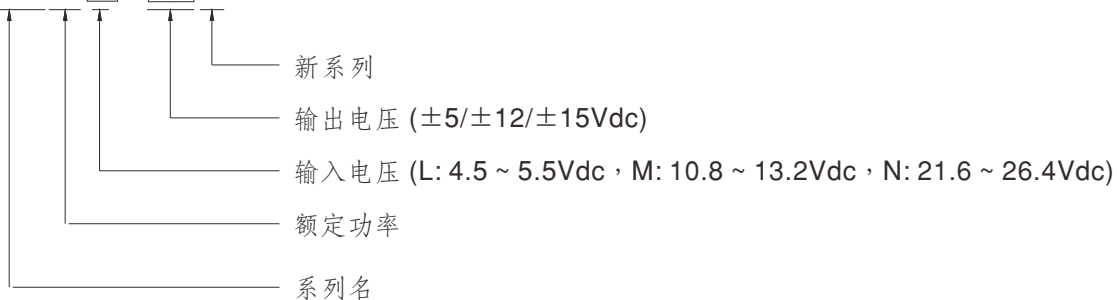 新系列
输出电压 (±5/±12/±15Vdc)
输入电压 (L: 4.5 ~ 5.5Vdc，M: 10.8 ~ 13.2Vdc，N: 21.6 ~ 26.4Vdc)
额定功率
系列名